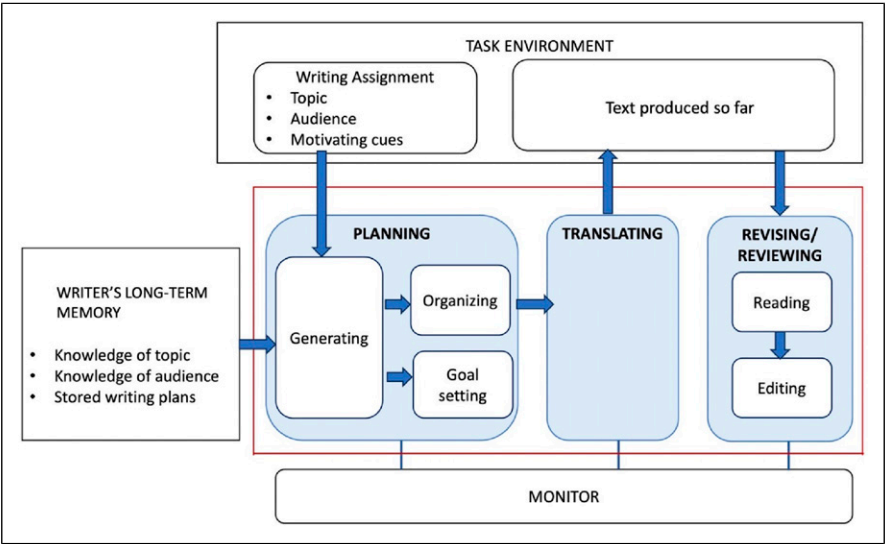 TASK ENVIRONMENT
Writing Assignment
• Topic
• Audience
• Motivating cues
Text produced so far
WRITER'S LONG-TERM
MEMORY
• Knowledge of topic
• Knowledge of audience
• Stored writing plans
PLANNING
Generating
Organizing
Goal
setting
TRANSLATING
REVISING/
REVIEWING
Reading
Editing
MONITOR